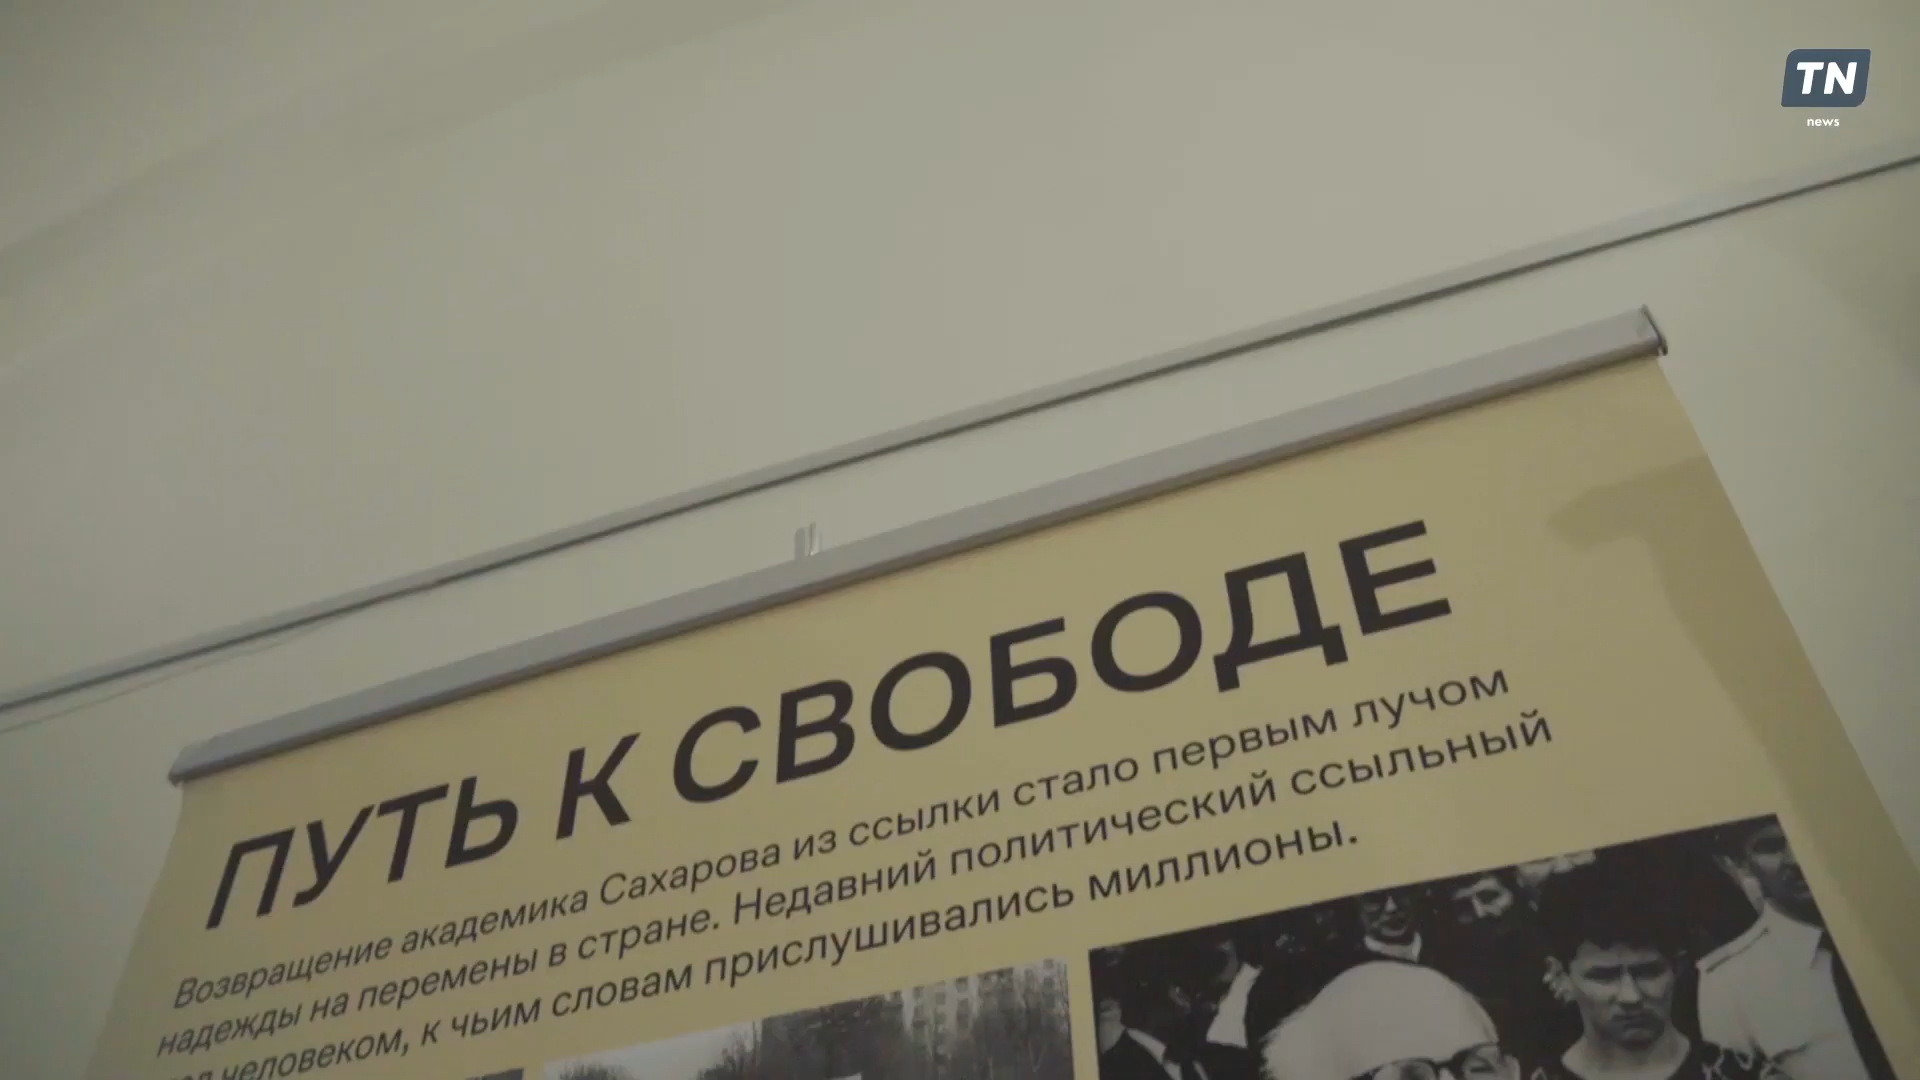 TN
news
ПУТЬ К СВОБОДЕ
Возвращение академика Сахарова из ссылки стало первым лучом
надежды на перемены в стране. Недавний политический ссыльный
человеком, к чьим словам прислушивались миллионы.